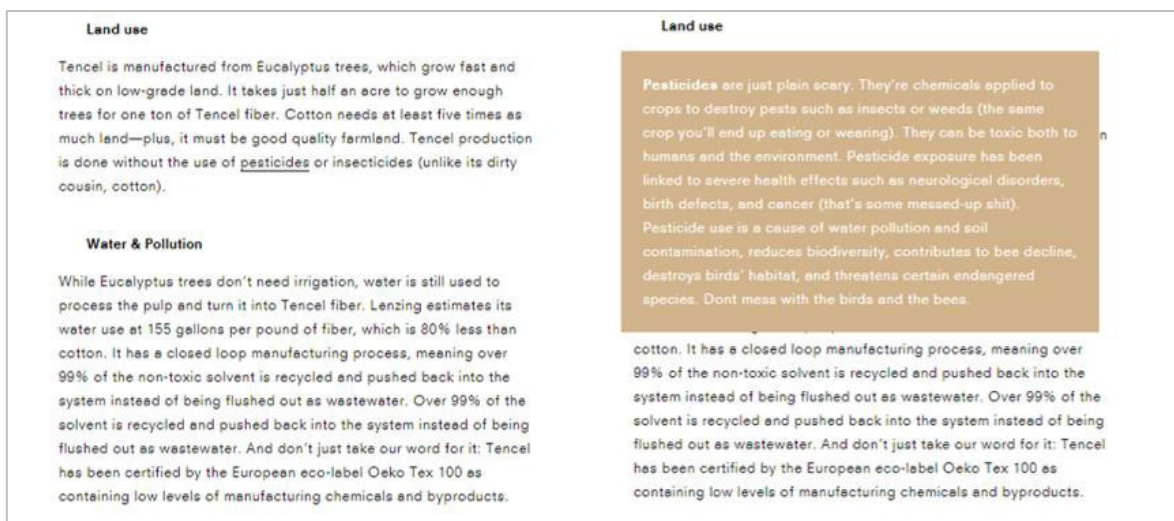 Land use
Tencel is manufactured from Eucalyptus trees, which grow fast and
thick on low-grade land. It takes just half an acre to grow enough
trees for one ton of Tencel fiber. Cotton needs at least five times as
much land—plus, it must be good quality farmland. Tencel production
is done without the use of pesticides or insecticides (unlike its dirty
cousin, cotton).
Water & Pollution
While Eucalyptus trees don't need irrigation, water is still used to
process the pulp and turn it into Tencel fiber. Lenzing estimates its
water use at 155 gallons per pound of fiber, which is 80% less than
cotton. It has a closed loop manufacturing process, meaning over
99% of the non-toxic solvent is recycled and pushed back into the
system instead of being flushed out as wastewater. Over 99% of the
solvent is recycled and pushed back into the system instead of being
flushed out as wastewater. And don't just take our word for it: Tencel
has been certified by the European eco-label Oeko Tex 100 as
containing low levels of manufacturing chemicals and byproducts.
Land use
Pesticides are just plain scary. They're chemicals applied to
crops to destroy pests such as insects or weeds (the same
crop you'll end up eating or wearing). They can be toxic both to
n
humans and the environment. Pesticide exposure has been
linked to severe health effects such as neurological disorders,
birth defects, and cancer (that's some messed-up shit).
Pesticide use is a cause of water pollution and soil
contamination, reduces biodiversity, contributes to bee decline,
destroys birds' habitat, and threatens certain endangered
species. Dont mess with the birds and the bees.
cotton. It has a closed loop manufacturing process, meaning over
99% of the non-toxic solvent is recycled and pushed back into the
system instead of being flushed out as wastewater. Over 99% of the
solvent is recycled and pushed back into the system instead of being
flushed out as wastewater. And don't just take our word for it: Tencel
has been certified by the European eco-label Oeko Tex 100 as
containing low levels of manufacturing chemicals and byproducts.